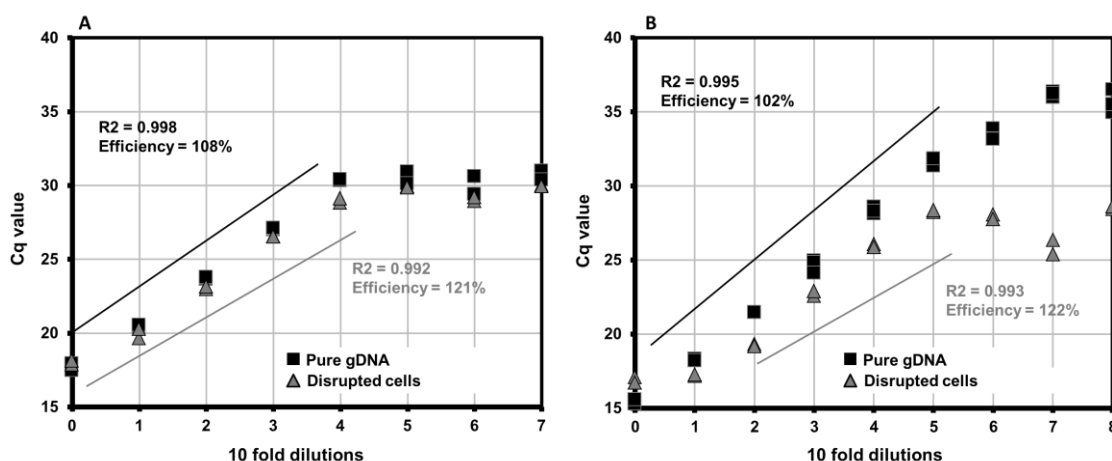 A
40
35
30
25
20
15
Cq value
R2 = 0.998
Efficiency = 108%
R2 = 0.992
Efficiency = 121%
Pure gDNA
Disrupted cells
0 1 2 3 4 5 6 7
10 fold dilutions
B
40
35
30
25
20
15
Cq value
R2 = 0.995
Efficiency = 102%
R2 = 0.993
Efficiency = 122%
Pure gDNA
Disrupted cells
0 1 2 3 4 5 6 7 8
10 fold dilutions